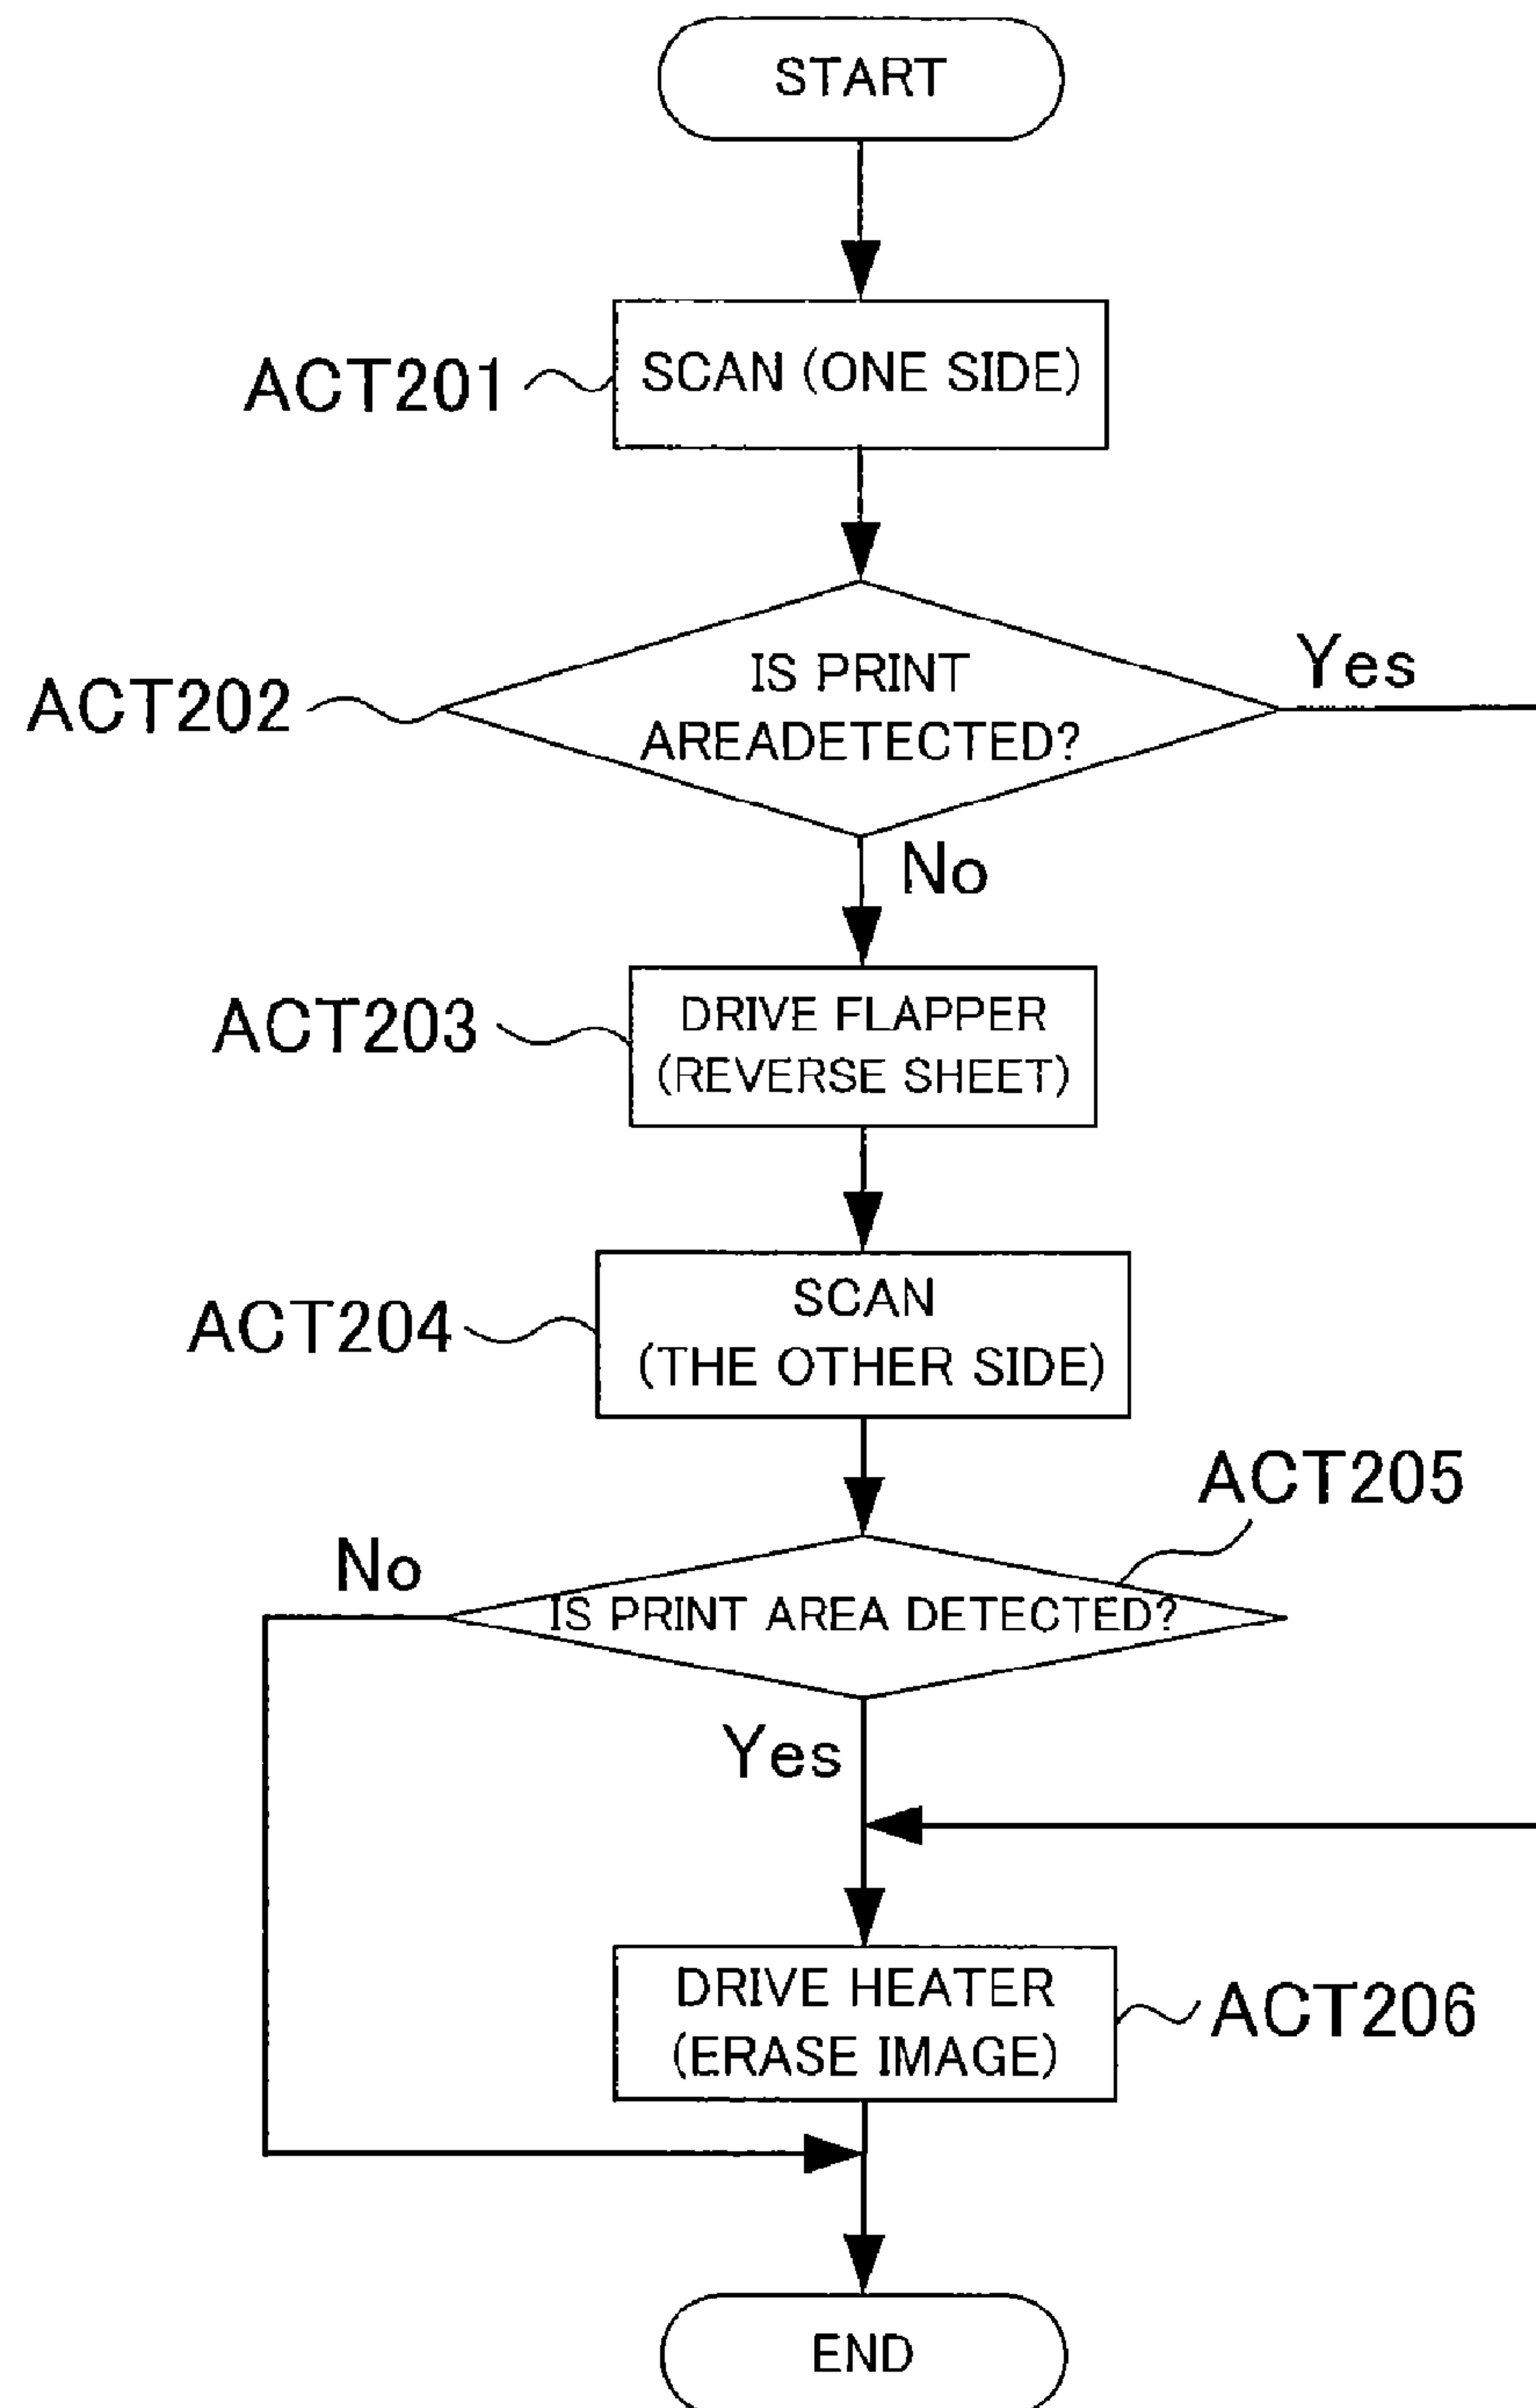 START
ACT201
SCAN (ONE SIDE)
ACT202
IS PRINT
AREADETECTED?
Yes
No
ACT203
DRIVE FLAPPER
(REVERSE SHEET)
ACT204
SCAN
(THE OTHER SIDE)
ACT205
No
IS PRINT AREA DETECTED?
Yes
DRIVE HEATER
(ERASE IMAGE)
ACT206
END